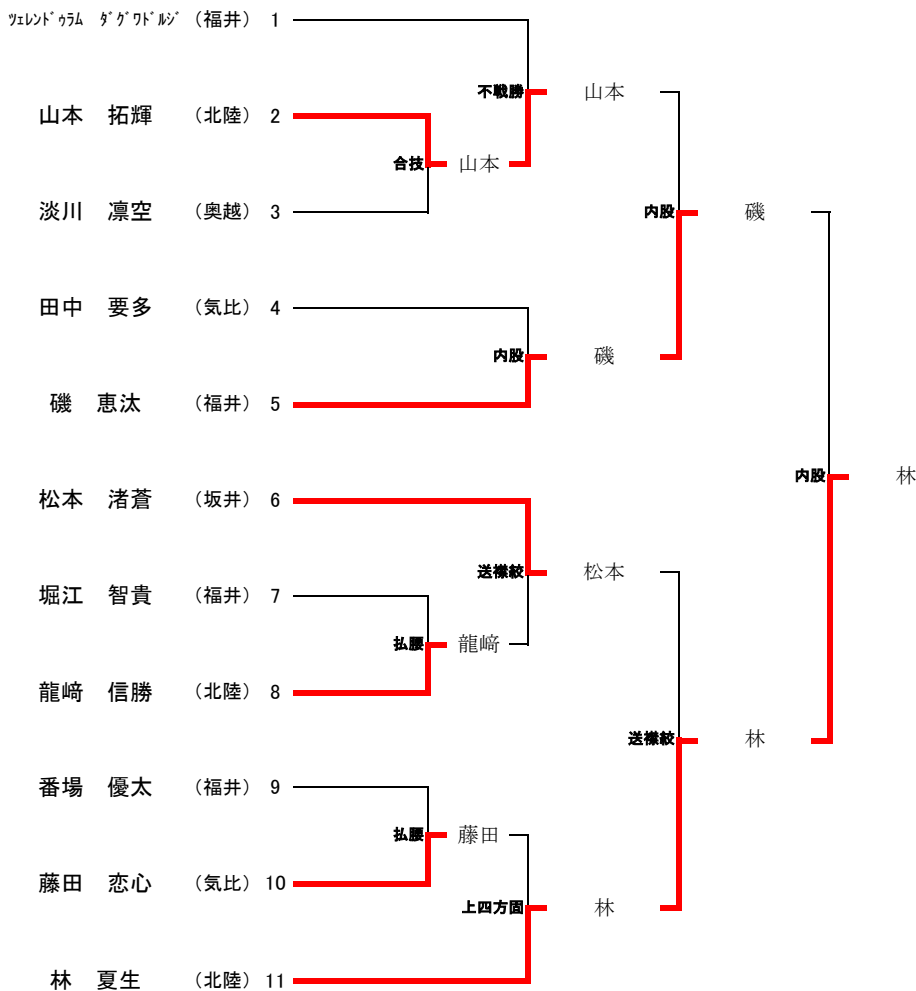 ﾂｪﾚﾝﾄﾞｩﾗﾑ ﾀﾞｸﾞﾜﾄﾞﾙｼﾞ (福井) 1
不戦勝 山本
山本 拓輝 (北陸) 2
合技 山本
淡川 凛空 (奥越) 3
内股 磯
田中 要多 (気比) 4
内股 磯
磯 恵汰 (福井) 5
内股 林
松本 渚蒼 (坂井) 6
送襟絞 松本
堀江 智貴 (福井) 7
払腰 龍﨑
龍﨑 信勝 (北陸) 8
送襟絞 林
番場 優太 (福井) 9
払腰 藤田
藤田 恋心 (気比) 10
上四方固 林
林 夏生 (北陸) 11